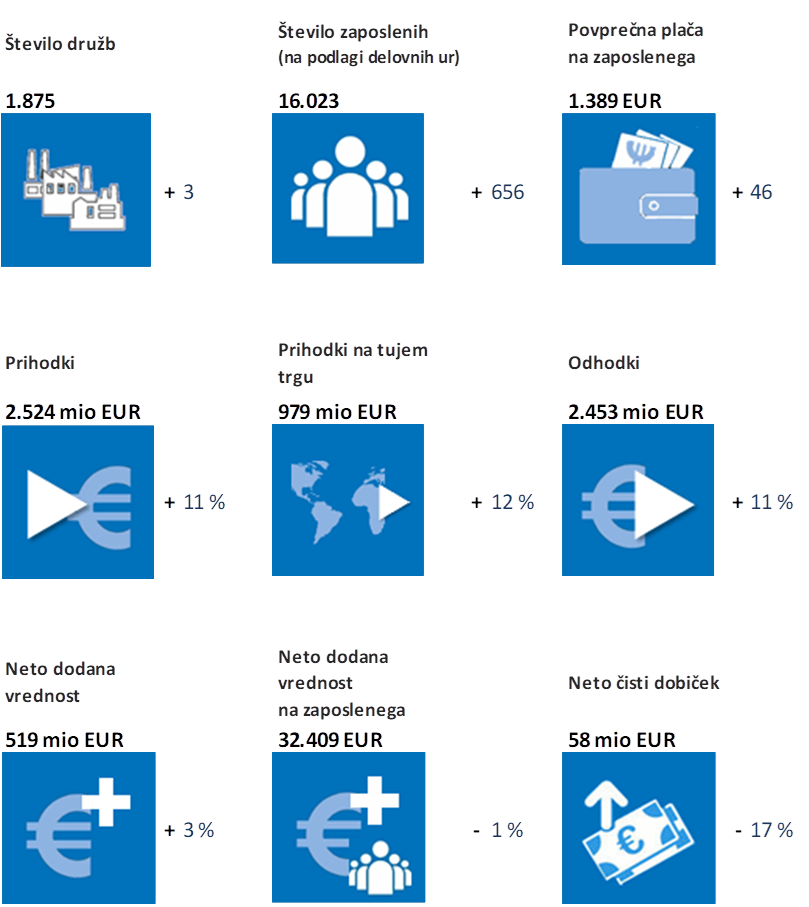 Število družb
1.875
+ 3
Število zaposlenih
(na podlagi delovnih ur)
16.023
+ 656
Povprečna plača
na zaposlenega
1.389 EUR
+ 46
Prihodki
2.524 mio EUR
+ 11 %
Prihodki na tujem
trgu
979 mio EUR
+ 12 %
Odhodki
2.453 mio EUR
+ 11 %
Neto dodana
vrednost
519 mio EUR
+ 3 %
Neto dodana
vrednost
na zaposlenega
32.409 EUR
- 1 %
Neto čisti dobiček
58 mio EUR
- 17 %